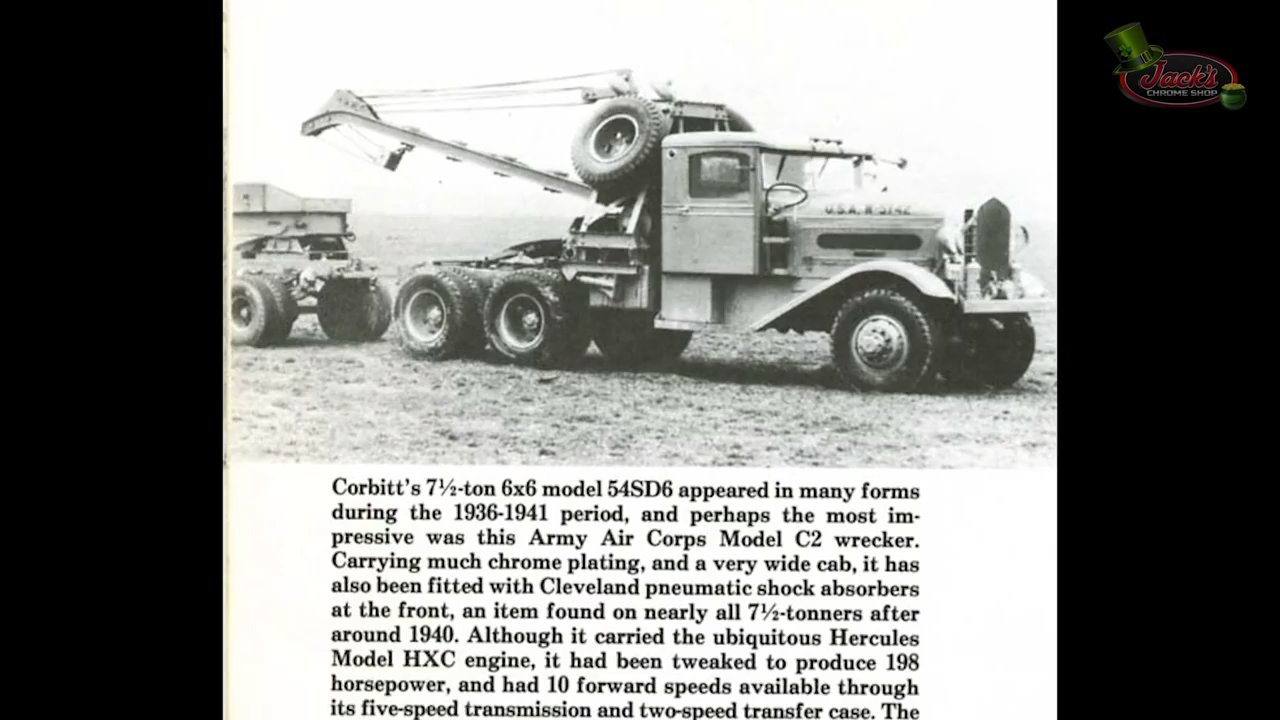 Jack's
CHROME SHOP
U.S.A. W-5142
Corbitt's 7½-ton 6x6 model 54SD6 appeared in many forms
during the 1936-1941 period, and perhaps the most im-
pressive was this Army Air Corps Model C2 wrecker.
Carrying much chrome plating, and a very wide cab, it has
also been fitted with Cleveland pneumatic shock absorbers
at the front, an item found on nearly all 7½-tonners after
around 1940. Although it carried the ubiquitous Hercules
Model HXC engine, it had been tweaked to produce 198
horsepower, and had 10 forward speeds available through
its five-speed transmission and two-speed transfer case. The